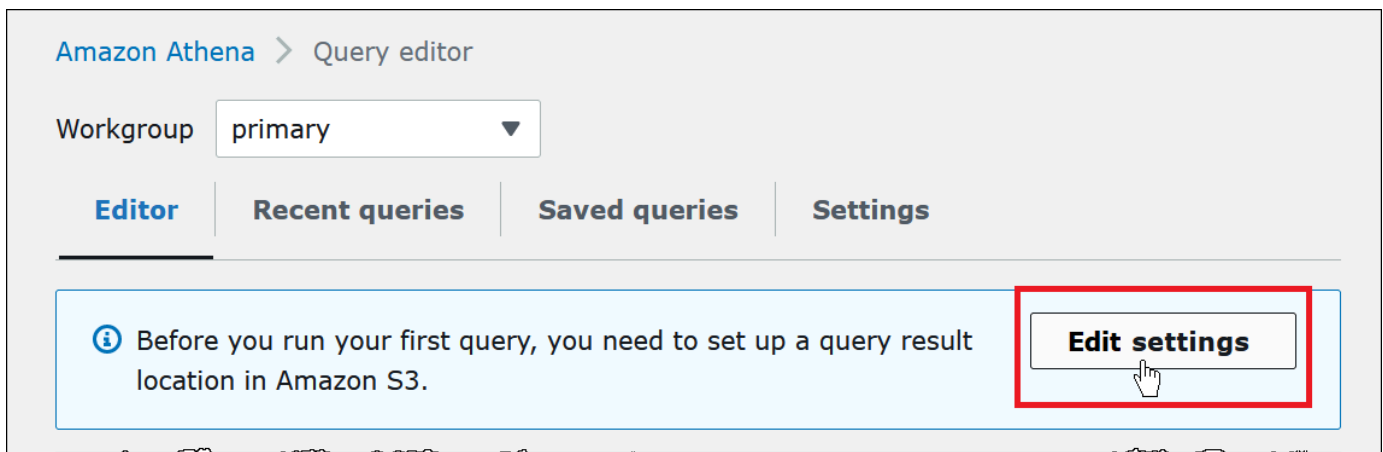 Amazon Athena > Query editor
Workgroup primary
Editor Recent queries Saved queries Settings
Before you run your first query, you need to set up a query result
location in Amazon S3.
Edit settings